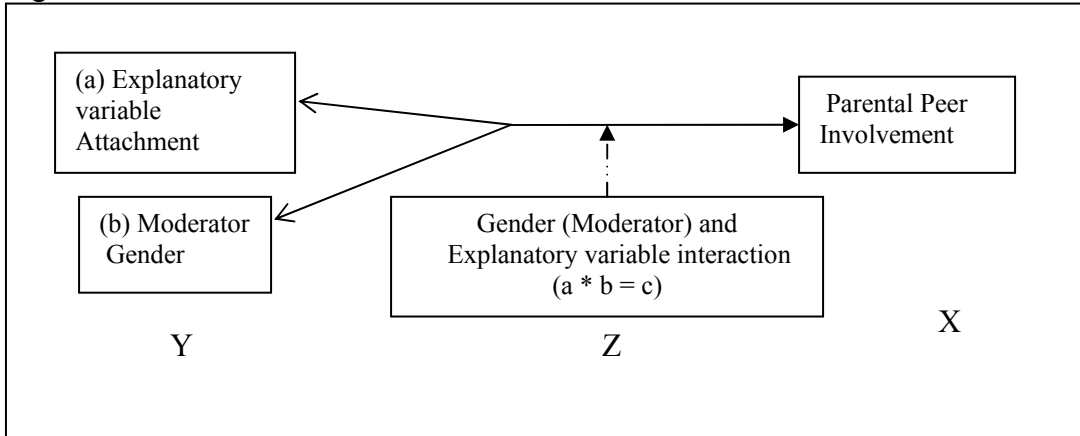 (a) Explanatory
variable
Attachment
Parental Peer
Involvement
(b) Moderator
Gender
Gender (Moderator) and
Explanatory variable interaction
(a * b = c)
Y
Z
X